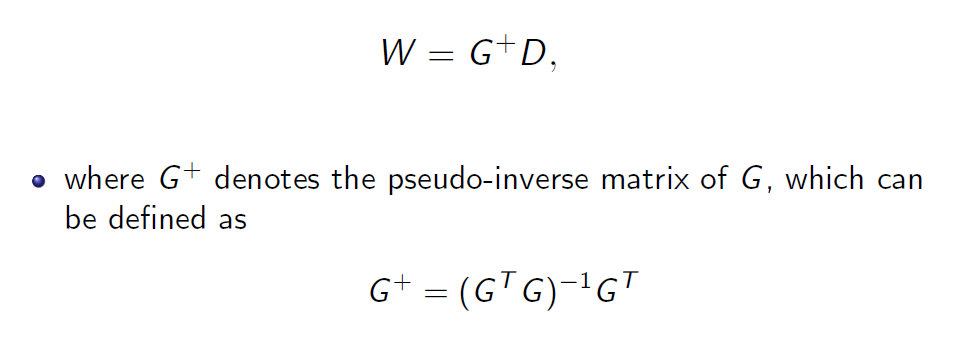 W = G⁺D,
• where G⁺ denotes the pseudo-inverse matrix of G, which can
be defined as
G⁺ = (GᵀG)⁻¹Gᵀ